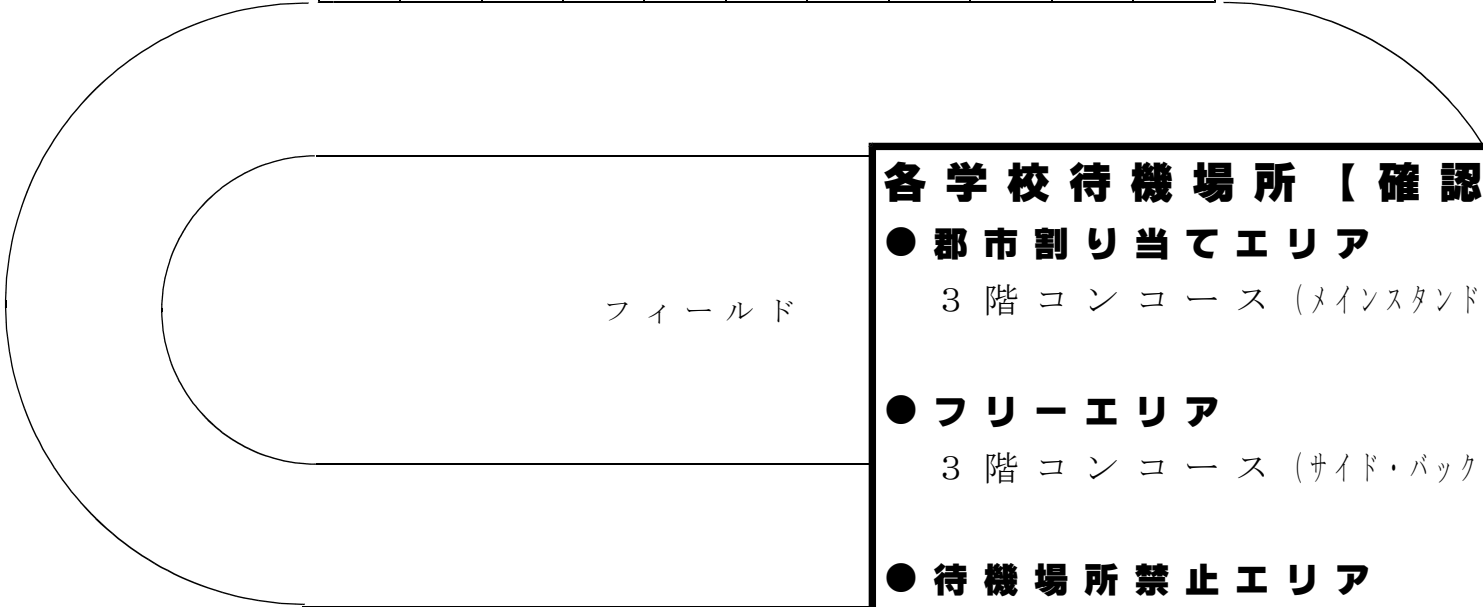 各学校待機場所【確認
●郡市割り当てエリア
3階コンコース(メインスタンド
フィールド
●フリーエリア
3階コンコース(サイド・バック
●待機場所禁止エリア